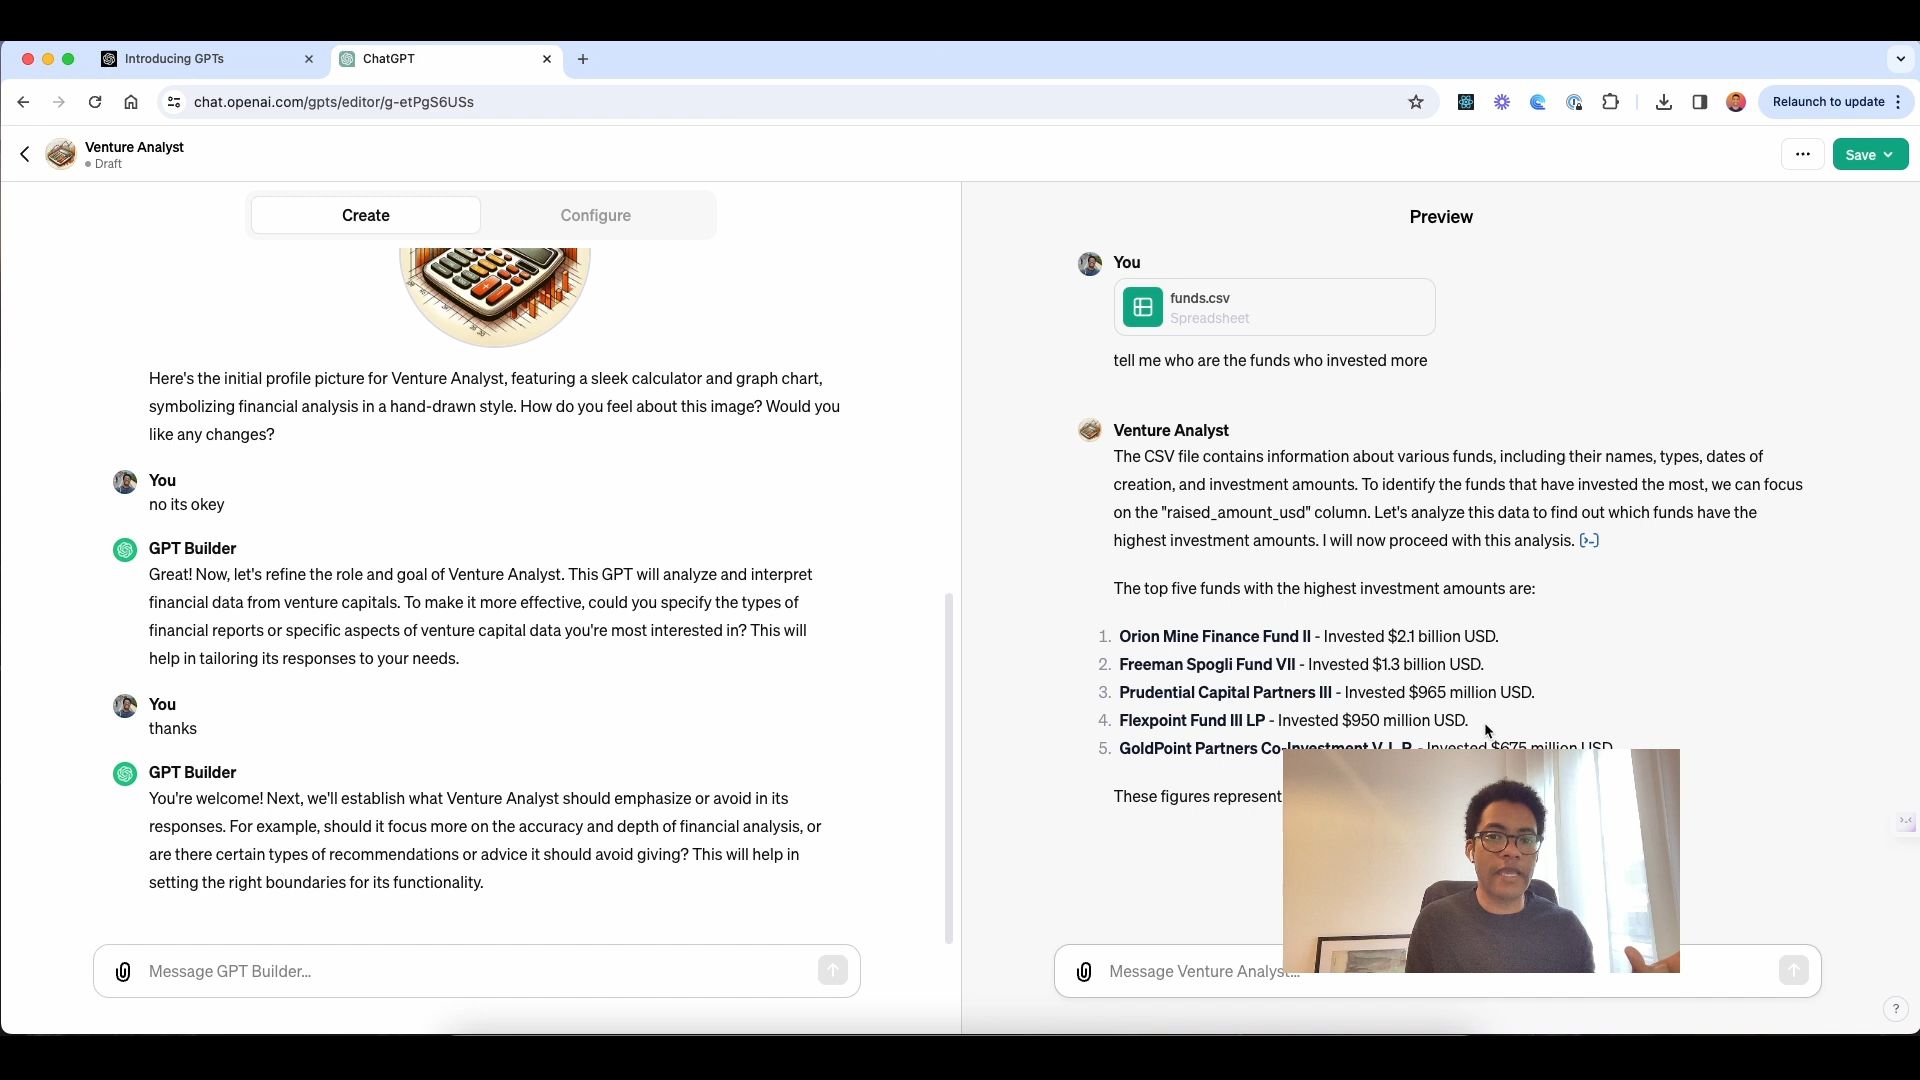 Introducing GPTs
ChatGPT
chat.openai.com/gpts/editor/g-etPgS6USs
Relaunch to update
Venture Analyst
Draft
Save
Create
Configure
Here's the initial profile picture for Venture Analyst, featuring a sleek calculator and graph chart,
symbolizing financial analysis in a hand-drawn style. How do you feel about this image? Would you
like any changes?
You
no its okey
GPT Builder
Great! Now, let's refine the role and goal of Venture Analyst. This GPT will analyze and interpret
financial data from venture capitals. To make it more effective, could you specify the types of
financial reports or specific aspects of venture capital data you're most interested in? This will
help in tailoring its responses to your needs.
You
thanks
GPT Builder
You're welcome! Next, we'll establish what Venture Analyst should emphasize or avoid in its
responses. For example, should it focus more on the accuracy and depth of financial analysis, or
are there certain types of recommendations or advice it should avoid giving? This will help in
setting the right boundaries for its functionality.
Message GPT Builder...
Preview
You
funds.csv
Spreadsheet
tell me who are the funds who invested more
Venture Analyst
The CSV file contains information about various funds, including their names, types, dates of
creation, and investment amounts. To identify the funds that have invested the most, we can focus
on the "raised_amount_usd" column. Let's analyze this data to find out which funds have the
highest investment amounts. I will now proceed with this analysis. [>-]
The top five funds with the highest investment amounts are:
1. Orion Mine Finance Fund II - Invested $2.1 billion USD.
2. Freeman Spogli Fund VII - Invested $1.3 billion USD.
3. Prudential Capital Partners III - Invested $965 million USD.
4. Flexpoint Fund III LP - Invested $950 million USD.
5. GoldPoint Partners Co-Investment V, L.P. - Invested $675 million USD.
These figures represent
Message Venture Analyst...
?